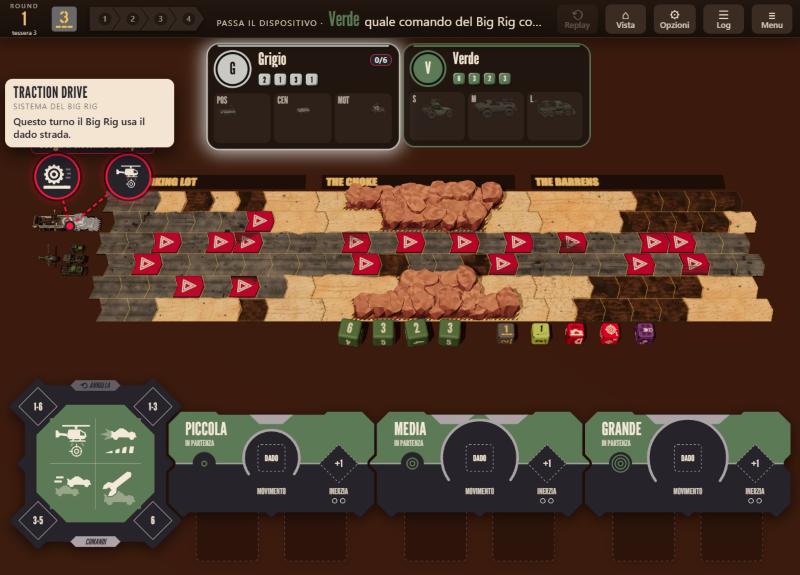 ROUND
1
tessera 3
3
1 2 3 4
PASSA IL DISPOSITIVO · Verde quale comando del Big Rig co...
Replay
Vista
Opzioni
Log
Menu
G
Grigio
0/6
2 1 3 1
POS
CEN
MOT
V
Verde
6 3 2 3
S
M
L
TRACTION DRIVE
SISTEMA DEL BIG RIG
Questo turno il Big Rig usa il
dado strada.
KING LOT
THE CHOKE
THE BARRENS
6 3 2 3 1
ANNULLA
1-6
1-3
3-5
6
COMANDI
PICCOLA
IN PARTENZA
DADO
+1
MOVIMENTO
INERZIA
MEDIA
IN PARTENZA
DADO
+1
MOVIMENTO
INERZIA
GRANDE
IN PARTENZA
DADO
+1
MOVIMENTO
INERZIA